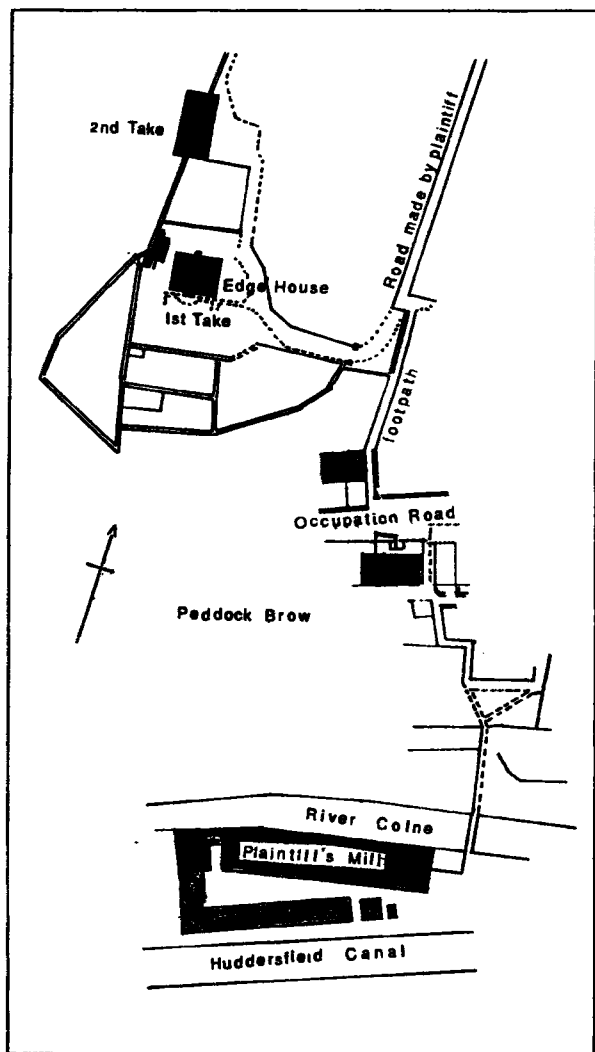 2nd Take
Road made by plaintiff
Edge House
1st Take
footpath
Occupation Road
Peddock Brow
River Colne
Plaintiff's Mill
Huddersfield Canal